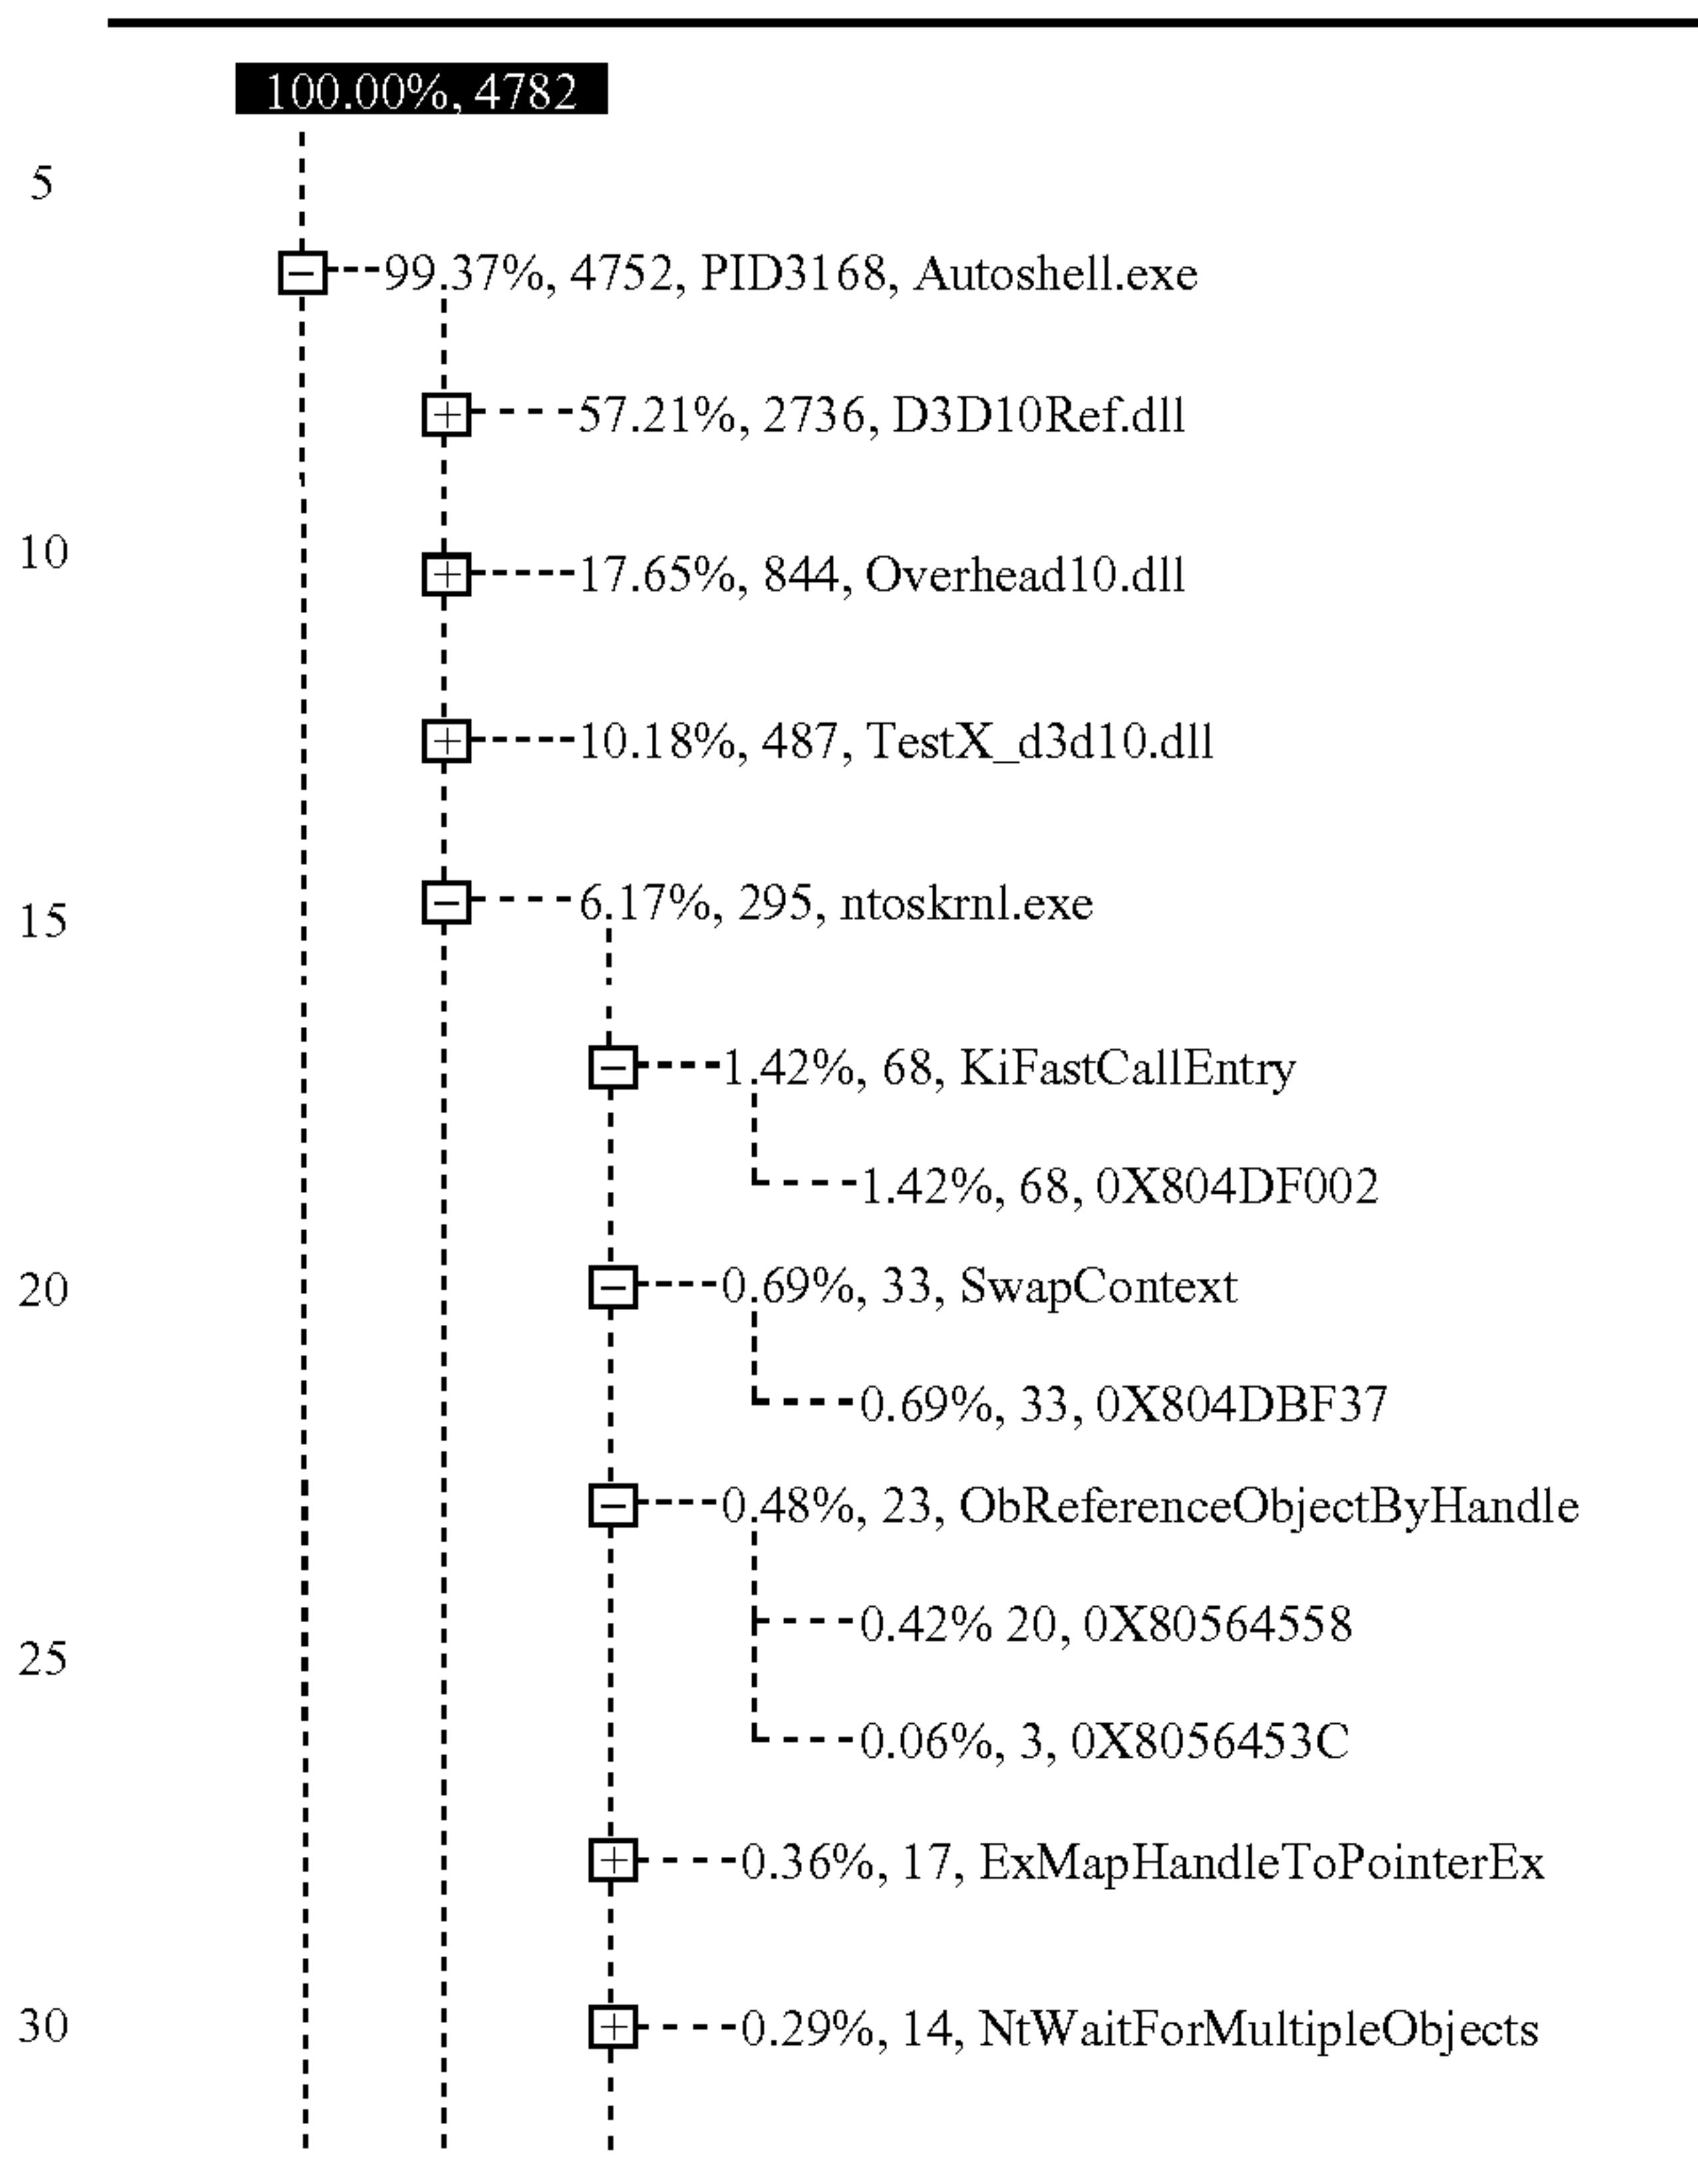 100.00%, 4782
5
99.37%, 4752, PID3168, Autoshell.exe
57.21%, 2736, D3D10Ref.dll
10
17.65%, 844, Overhead10.dll
10.18%, 487, TestX_d3d10.dll
15
6.17%, 295, ntoskrnl.exe
1.42%, 68, KiFastCallEntry
1.42%, 68, 0X804DF002
20
0.69%, 33, SwapContext
0.69%, 33, 0X804DBF37
0.48%, 23, ObReferenceObjectByHandle
0.42% 20, 0X80564558
25
0.06%, 3, 0X8056453C
0.36%, 17, ExMapHandleToPointerEx
30
0.29%, 14, NtWaitForMultipleObjects